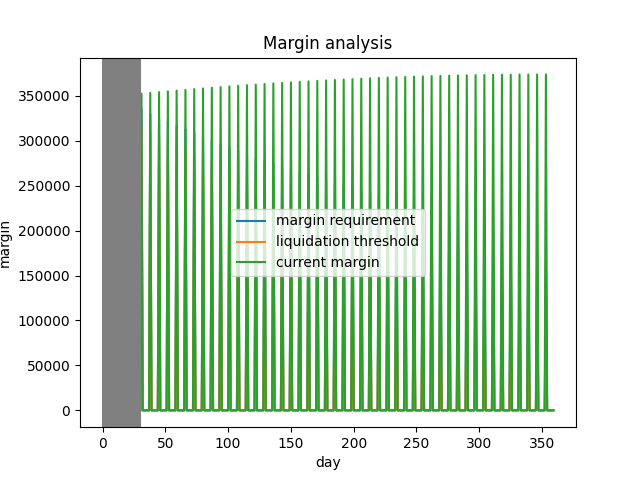 Margin analysis
margin
350000
300000
250000
200000
150000
100000
50000
0
margin requirement
liquidation threshold
current margin
0 50 100 150 200 250 300 350
day